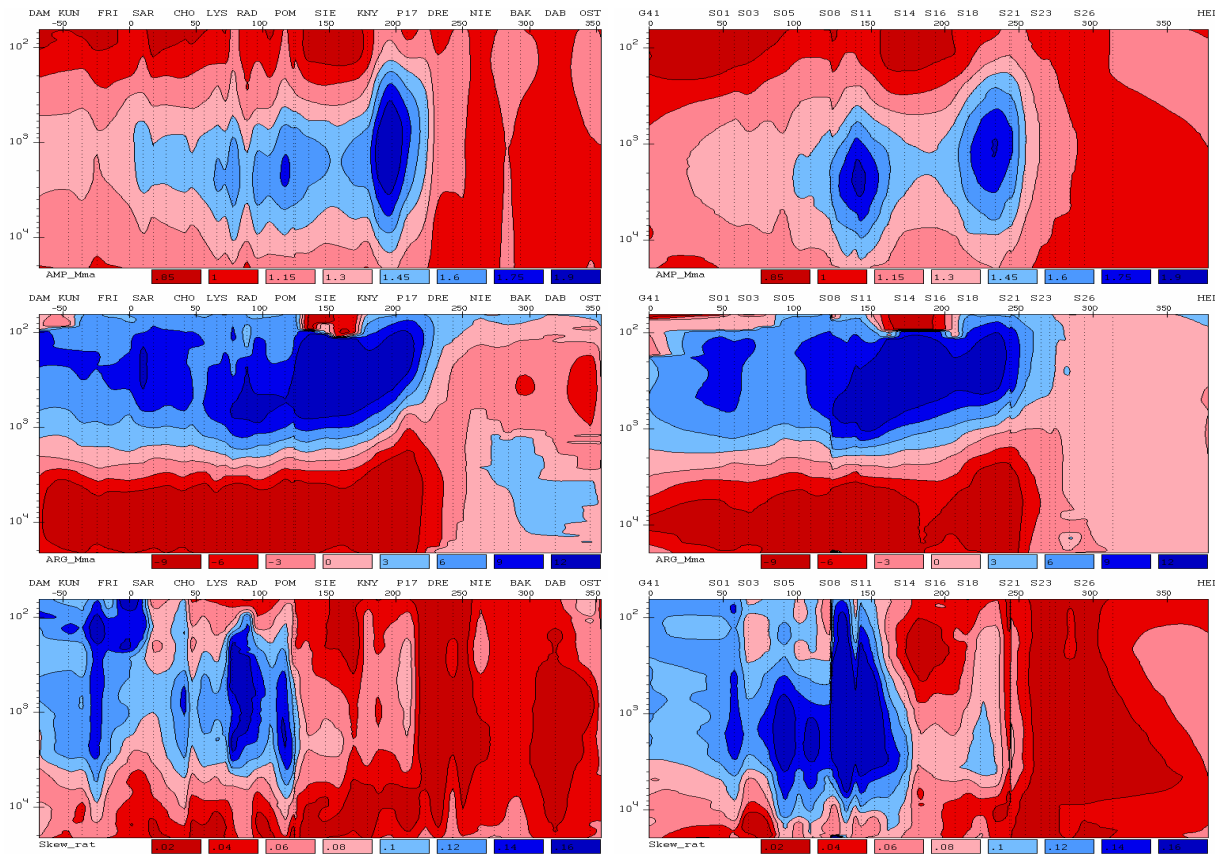 DAM KUN FRI SAR CHO LYS RAD POM SIE KNY P17 DRE NIE BAK DAB OST
-50 0 50 100 150 200 250 300 350
10²
10³
10⁴
AMP_Mma .85 1 1.15 1.3 1.45 1.6
G41 S01 S03 S05 S08 S11 S14 S16 S18 S21 S23 S26 HEL
0 50 100 150 200 250 350
10²
10³
10⁴
AMP_Mma .85 1 1.15 1.3 1.45 1.6
DAM KUN FRI SAR CHO LYS RAD POM SIE KNY P17 DRE NIE BAK DAB OST
-50 0 50 100 150 200 250 300 350
10²
10³
10⁴
ARG_Mma -9 -6 -3 0 3 6 9 12
G41 S01 S03 S05 S08 S11 S14 S16 S18 S21 S23 S26
0 50 100 150 200 250 350
10²
10³
10⁴
ARG_Mma -9 -6 -3 0 3 6 9 12
DAM KUN FRI SAR CHO LYS RAD POM SIE KNY P17 DRE NIE BAK DAB OST
-50 0 50 100 150 200 250 300 350
10²
10³
10⁴
Skew_rat .02 .04 .06 .08 .1 .12 .14
G41 S01 S03 S05 S08 S11 S14 S16 S18 S21 S23 S26
0 50 100 150 200 250 350
10²
10³
10⁴
Skew_rat .02 .04 .06 .08 .1 .12 .14